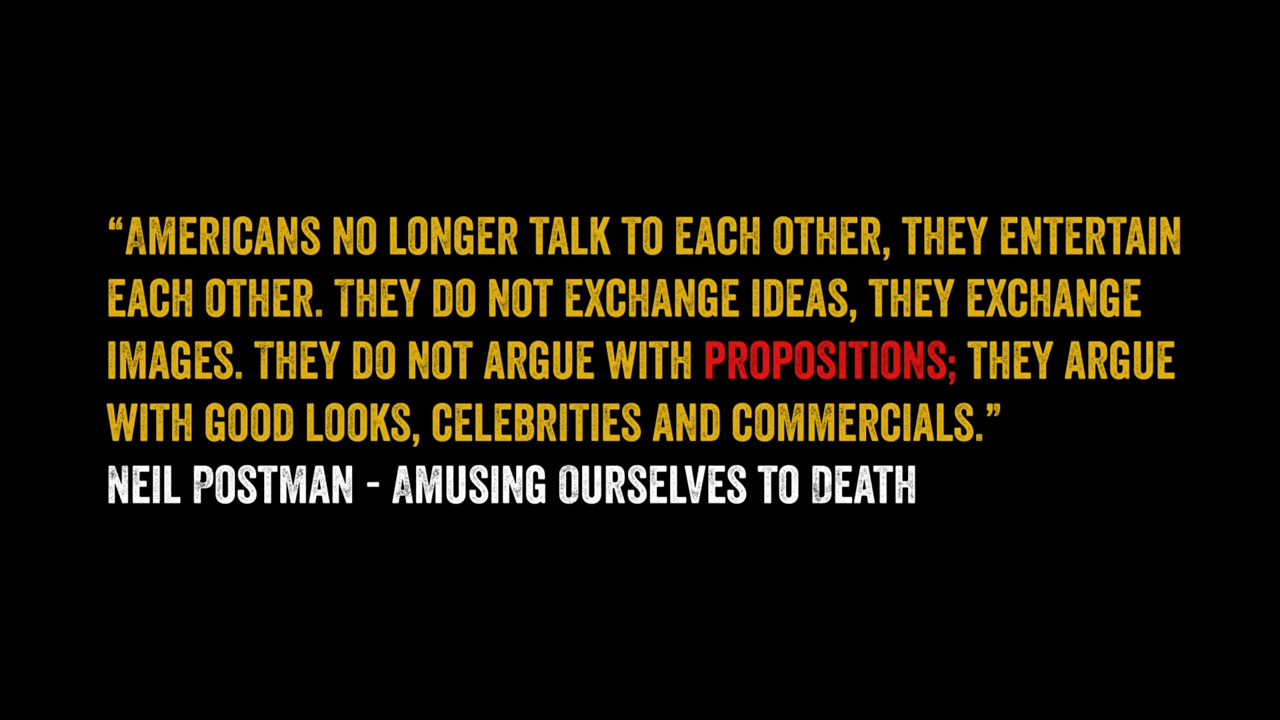 “AMERICANS NO LONGER TALK TO EACH OTHER, THEY ENTERTAIN
EACH OTHER. THEY DO NOT EXCHANGE IDEAS, THEY EXCHANGE
IMAGES. THEY DO NOT ARGUE WITH PROPOSITIONS; THEY ARGUE
WITH GOOD LOOKS, CELEBRITIES AND COMMERCIALS.”
NEIL POSTMAN - AMUSING OURSELVES TO DEATH